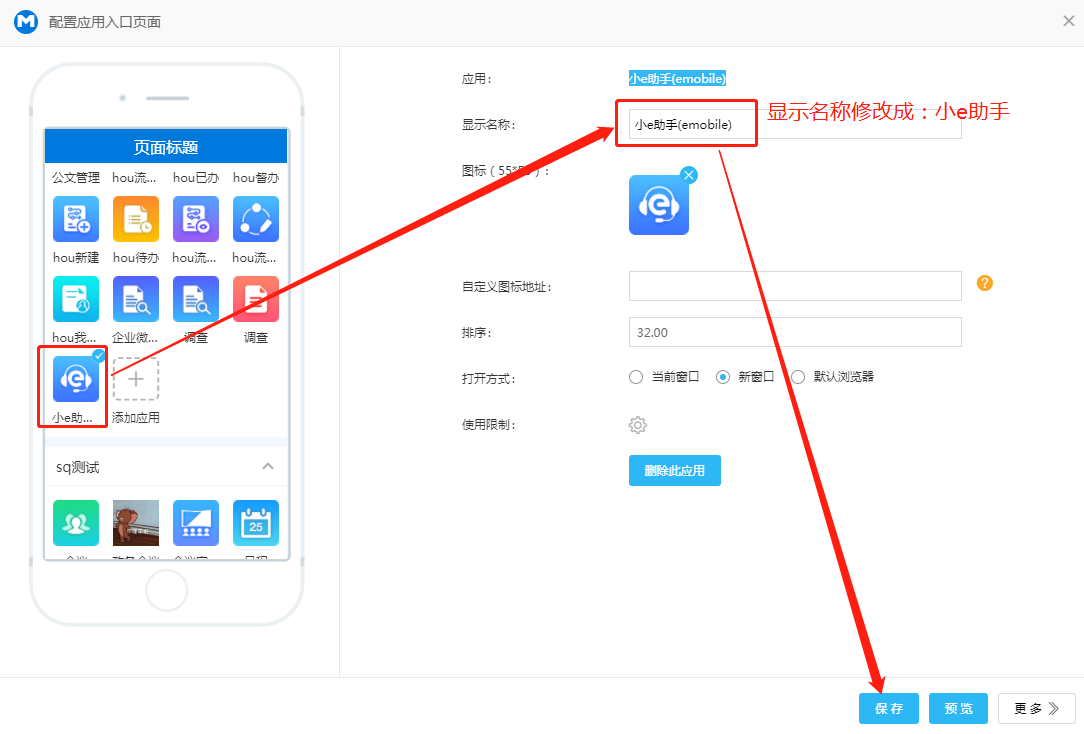 配置应用入口页面
页面标题
公文管理 hou流... hou已办 hou督办
hou新建 hou待办 hou流... hou流...
hou我... 企业微... 调查 调查
小e助... 添加应用
sq测试
25
应用:
小e助手(emobile)
显示名称:
小e助手(emobile)
显示名称修改成：小e助手
图标 ( 55*55 ) :
自定义图标地址:
?
排序:
32.00
打开方式:
当前窗口 新窗口 默认浏览器
使用限制:
删除此应用
保存 预览 更多